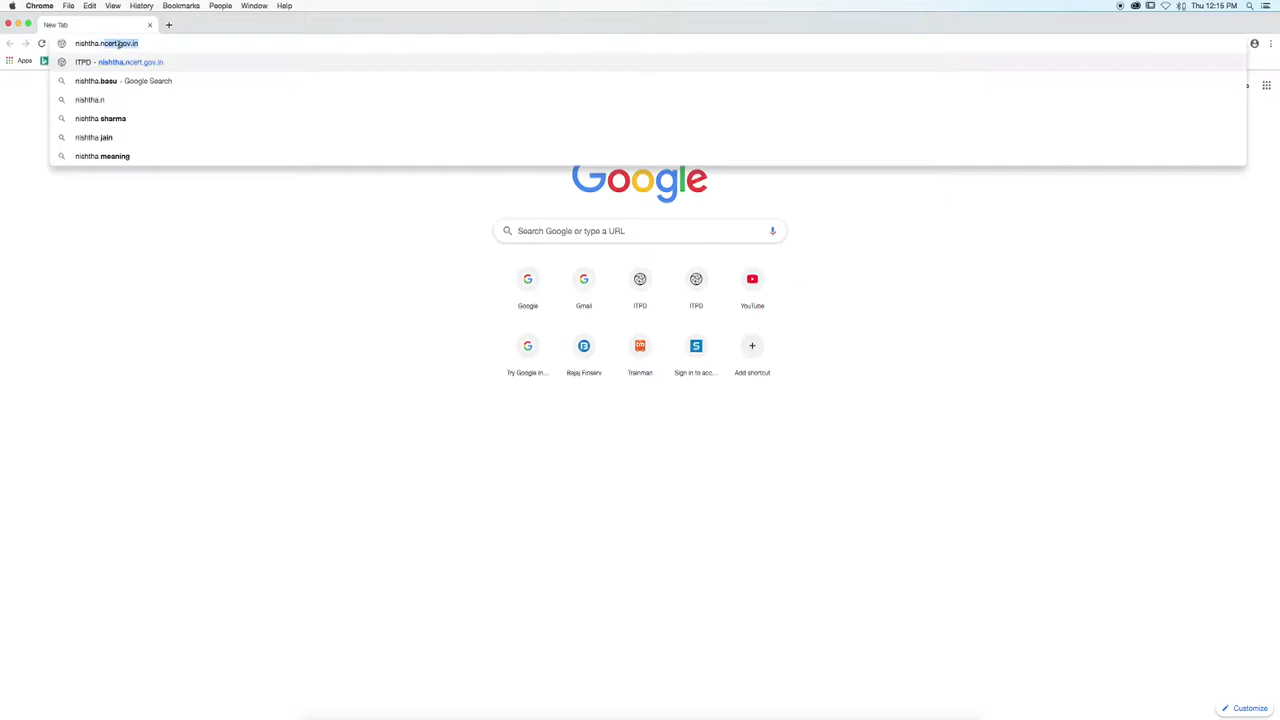 Chrome File Edit View History Bookmarks People Window Help Thu 12:15 PM
New Tab
nishtha.ncert.gov.in
Apps
ITPD - nishtha.ncert.gov.in
nishtha.basu - Google Search
nishtha.n
nishtha sharma
nishtha jain
nishtha meaning
Google
Search Google or type a URL
Google Gmail ITPD ITPD YouTube
Try Google In... Bajaj Finserv Trainman Sign in to acc... Add shortcut
Customize